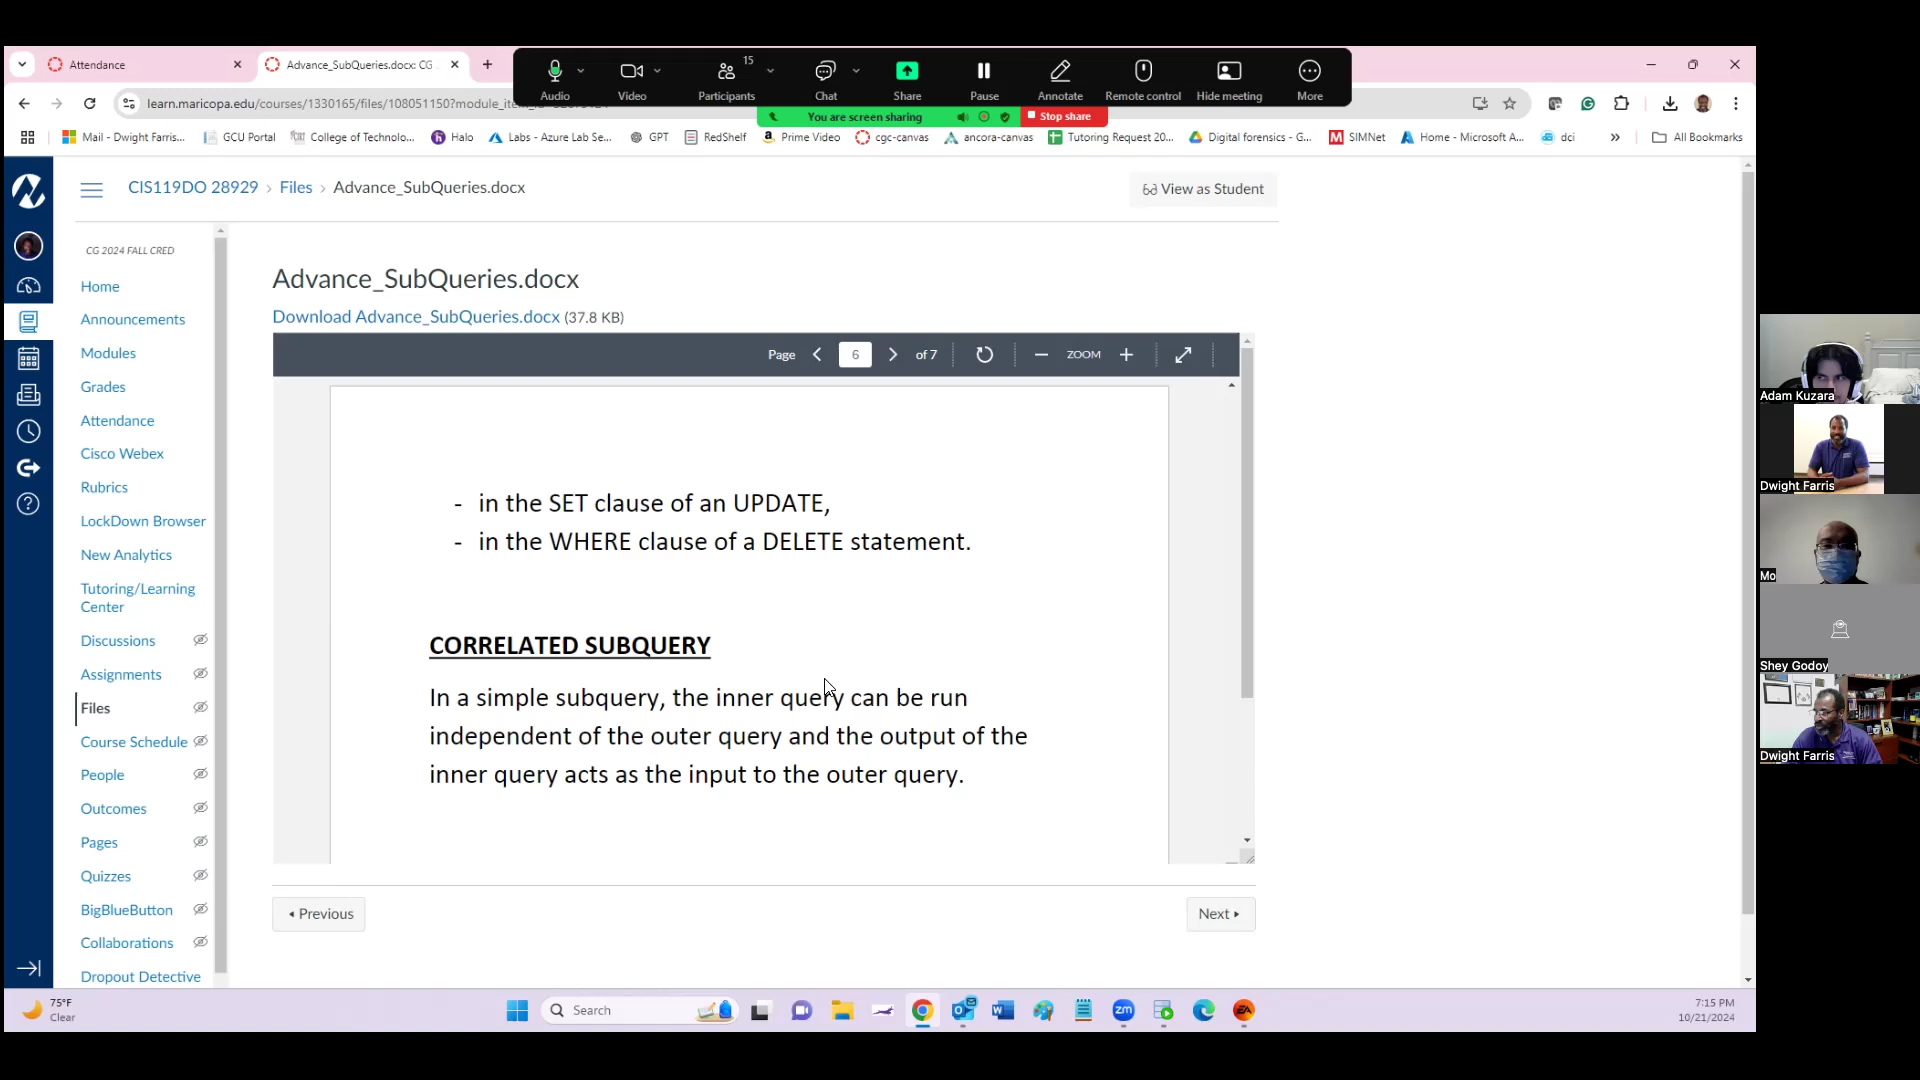 Attendance
Advance_SubQueries.docx: CG
15
Audio
Video
Participants
Chat
Share
Pause
Annotate
Remote control
Hide meeting
More
You are screen sharing
Stop share
learn.maricopa.edu/courses/1330165/files/108051150?module_
Mail - Dwight Farris...
GCU Portal
College of Technolo...
Halo
Labs - Azure Lab Se...
GPT
RedShelf
Prime Video
cgc-canvas
ancora-canvas
Tutoring Request 20...
Digital forensics - G...
SIMNet
Home - Microsoft A...
dci
All Bookmarks
CIS119DO 28929 › Files › Advance_SubQueries.docx
View as Student
CG 2024 FALL CRED
Home
Announcements
Modules
Grades
Attendance
Cisco Webex
Rubrics
LockDown Browser
New Analytics
Tutoring/Learning
Center
Discussions
Assignments
Files
Course Schedule
People
Outcomes
Pages
Quizzes
BigBlueButton
Collaborations
Dropout Detective
Advance_SubQueries.docx
Download Advance_SubQueries.docx (37.8 KB)
Page 6 of 7 ZOOM
- in the SET clause of an UPDATE,
- in the WHERE clause of a DELETE statement.
CORRELATED SUBQUERY
In a simple subquery, the inner query can be run
independent of the outer query and the output of the
inner query acts as the input to the outer query.
Previous
Next
Adam Kuzara
Dwight Farris
Mo
Shey Godoy
Dwight Farris
75°F
Clear
Search
zm
7:15 PM
10/21/2024